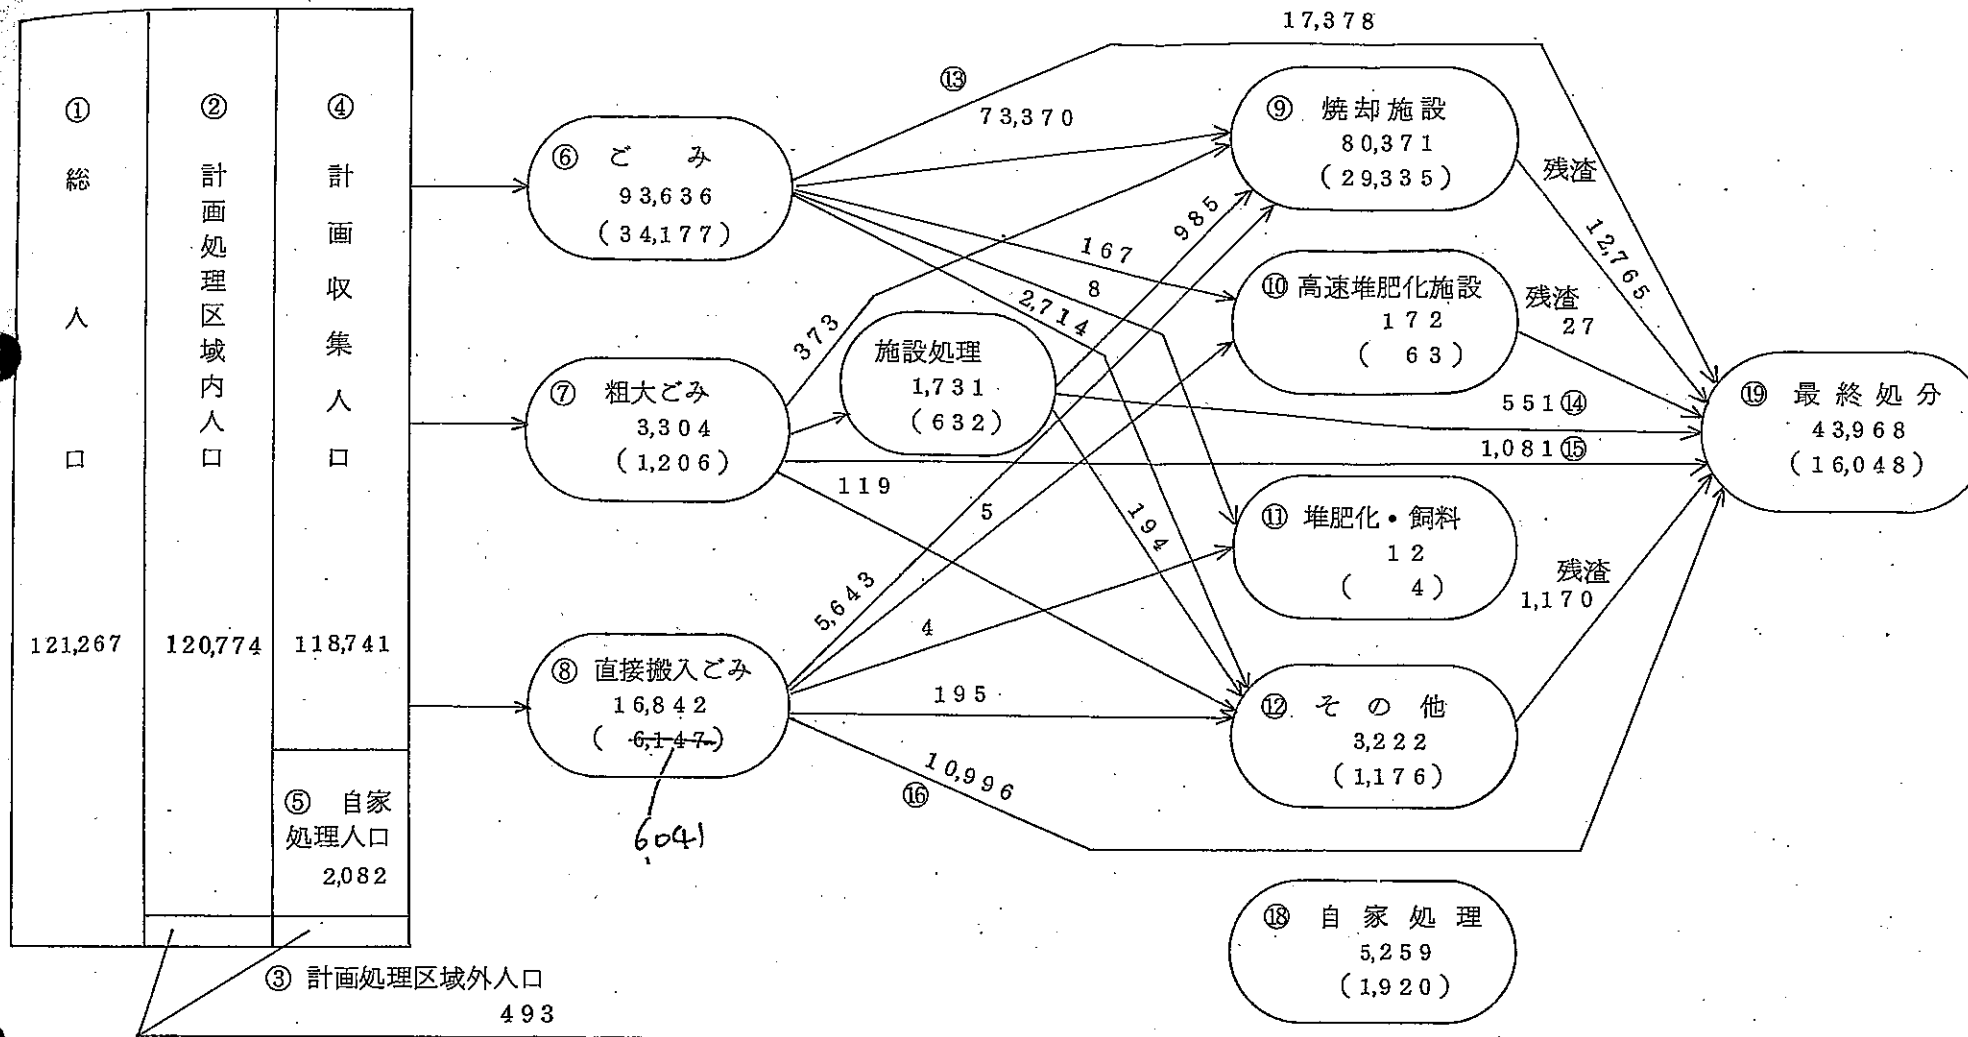 ① 総人口
121,267
② 計画処理区域内人口
120,774
④ 計画収集人口
118,741
⑤ 自家
処理人口
2,082
③ 計画処理区域外人口
493
⑥ ごみ
93,636
(34,177)
⑦ 粗大ごみ
3,304
(1,206)
⑧ 直接搬入ごみ
16,842
(6,147)
6,041
施設処理
1,731
(632)
17,378
⑬
73,370
167
8
2,714
373
985
551⑭
1,081⑮
119
194
5,643
5
4
195
10,996
⑯
⑨ 焼却施設
80,371
(29,335)
残渣
12,765
⑩ 高速堆肥化施設
172
(63)
残渣
27
⑪ 堆肥化・飼料
12
(4)
⑫ その他
3,222
(1,176)
残渣
1,170
⑱ 自家処理
5,259
(1,920)
⑲ 最終処分
43,968
(16,048)